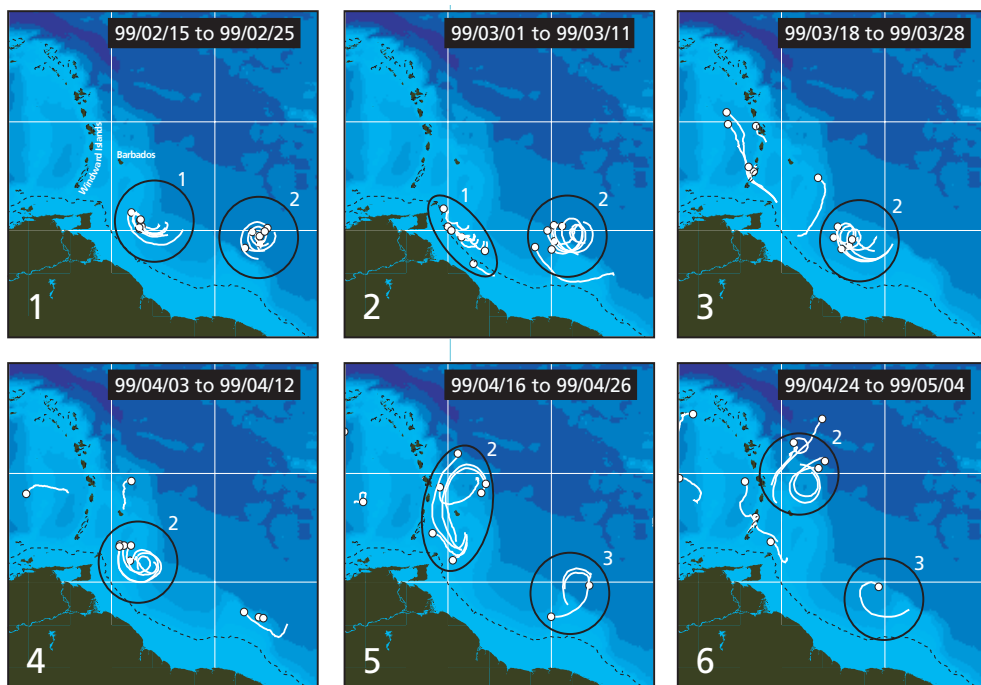 99/02/15 to 99/02/25
Windward Islands
Barbados
1
2
1
99/03/01 to 99/03/11
1
2
2
99/03/18 to 99/03/28
2
3
99/04/03 to 99/04/12
2
4
99/04/16 to 99/04/26
2
3
5
99/04/24 to 99/05/04
2
3
6